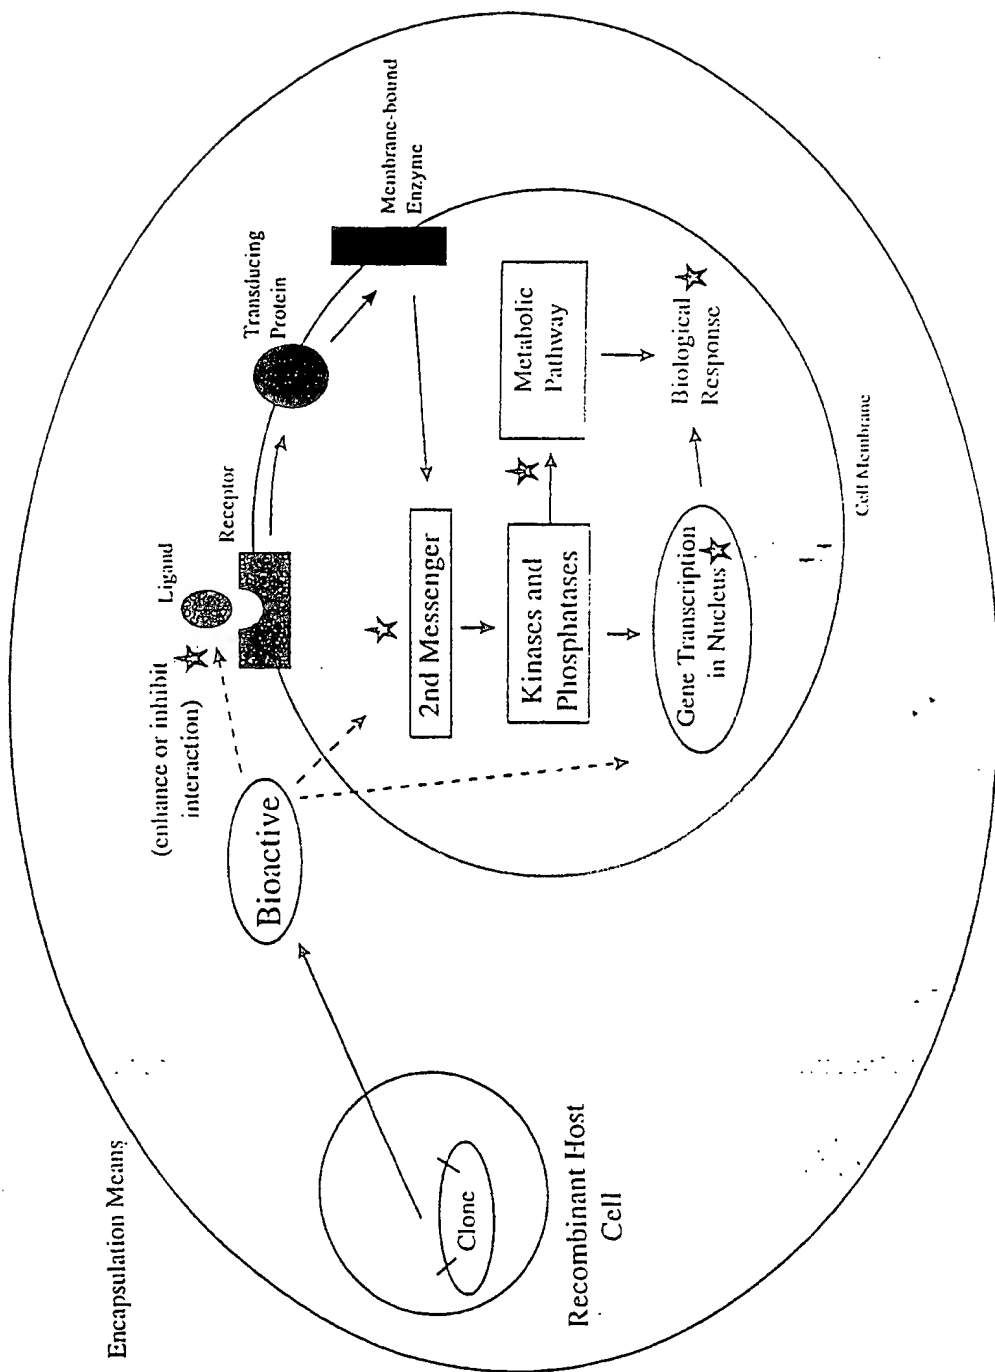 Encapsulation Means
(enhance or inhibit
interaction)
Ligand
Receptor
Transducing
Protein
Membrane-bound
Enzyme
Bioactive
2nd Messenger
Kinases and
Phosphatases
Metabolic
Pathway
Gene Transcription
in Nucleus
Biological
Response
Cell Membrane
Clone
Recombinant Host
Cell